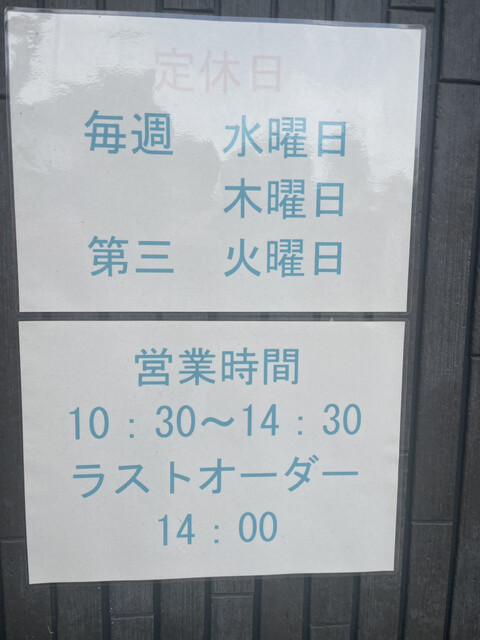 定休日
毎週　水曜日
木曜日
第三　火曜日
営業時間
10：30～14：30
ラストオーダー
14：00